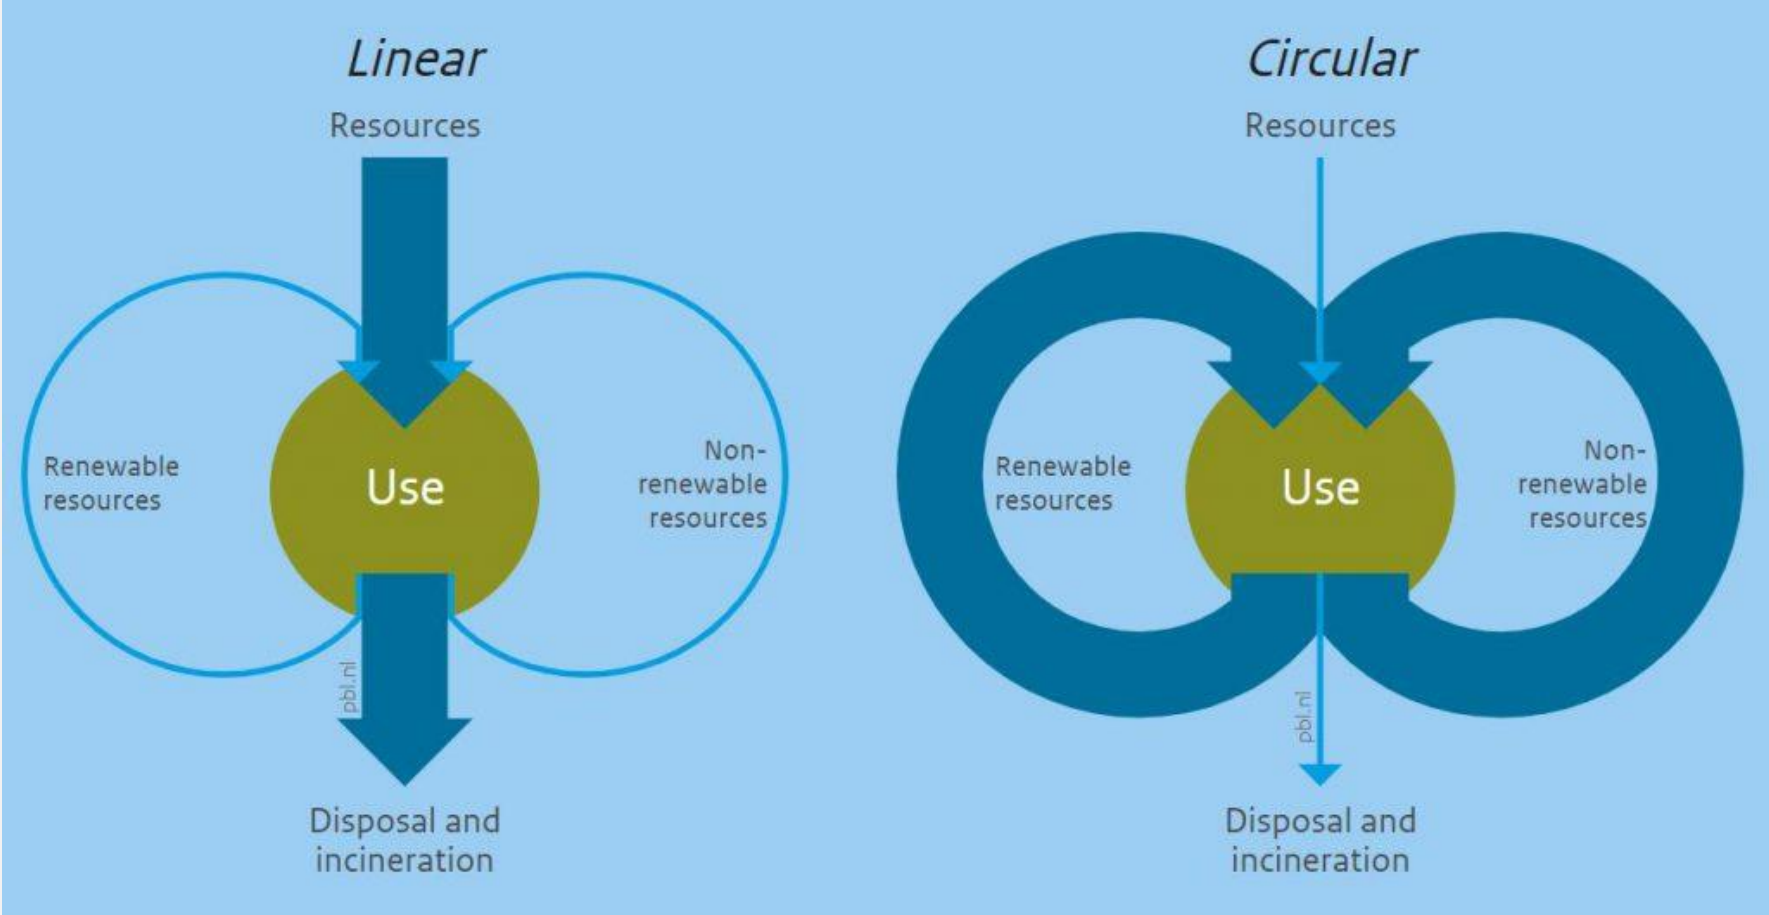 Linear
Resources
Renewable
resources
Use
Non-
renewable
resources
pbl.nl
Disposal and
incineration
Circular
Resources
Renewable
resources
Use
Non-
renewable
resources
pbl.nl
Disposal and
incineration